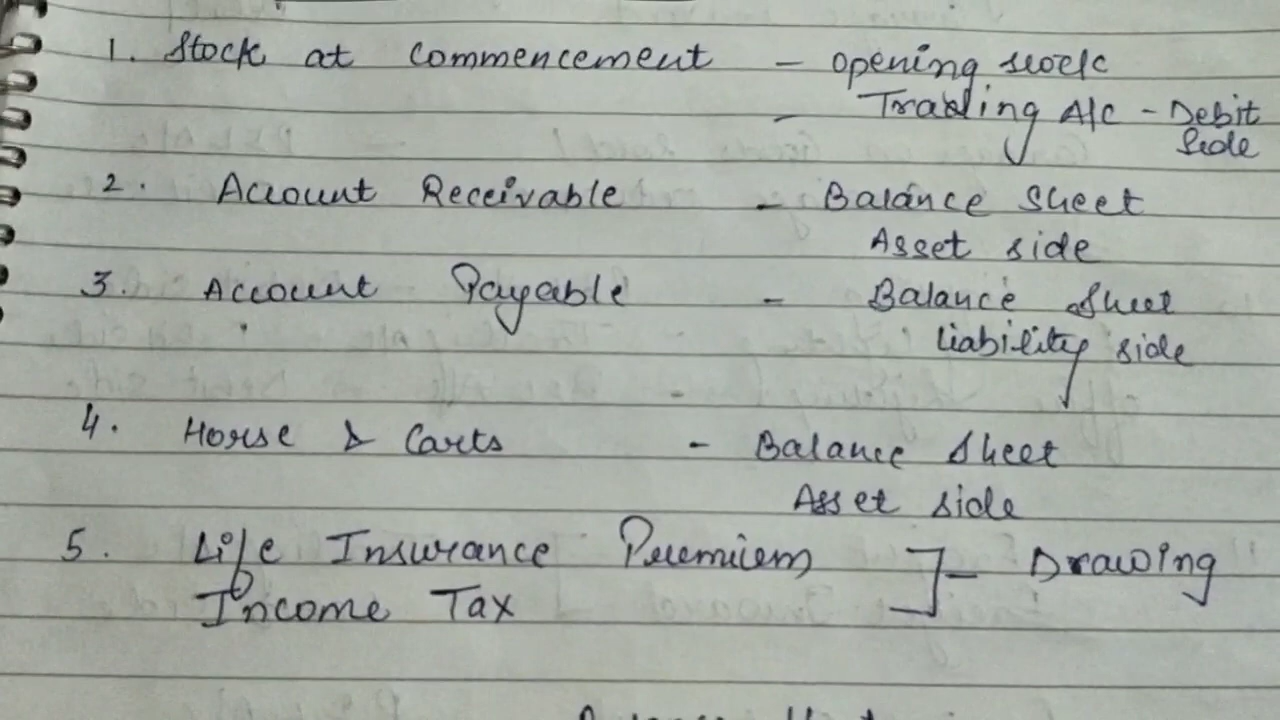 1. Stock at Commencement - Opening stock
- Trading A/c - Debit Side
2. Account Receivable - Balance Sheet
Asset side
3. Account Payable - Balance Sheet
Liability side
4. Horse & Carts - Balance Sheet
Asset side
5. Life Insurance Premium
Income Tax ] - Drawing